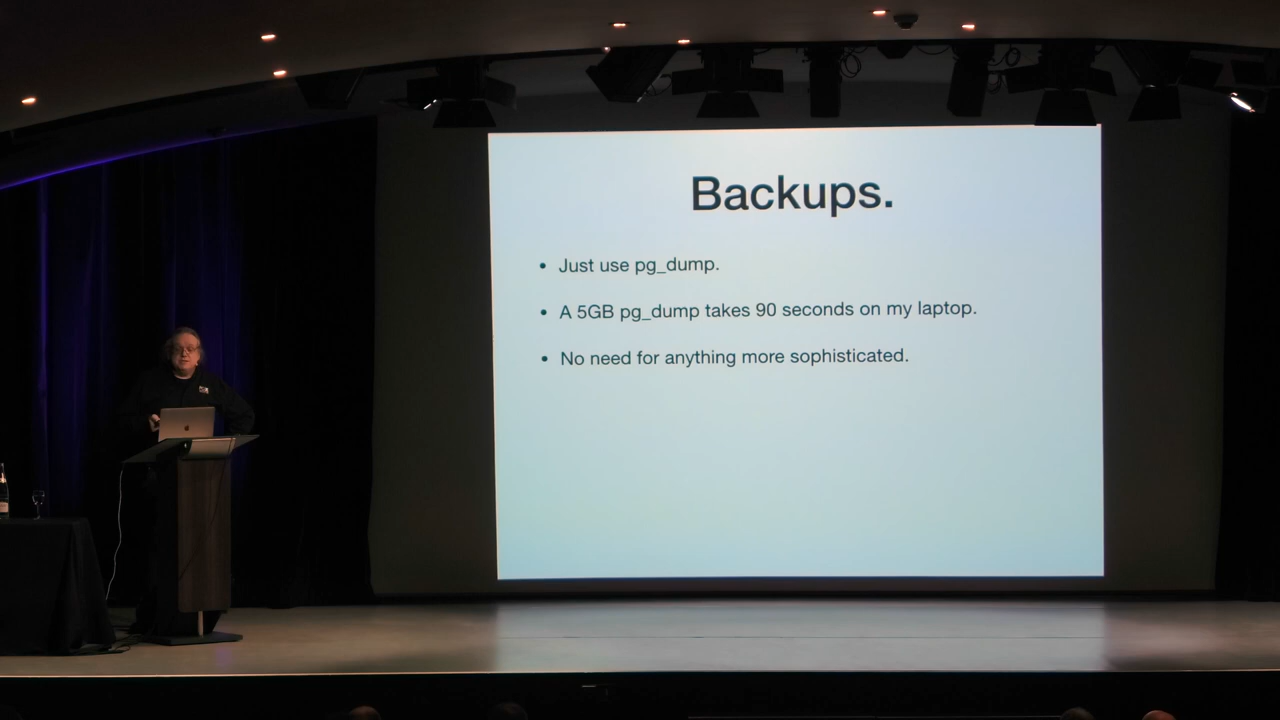 Backups.
• Just use pg_dump.
• A 5GB pg_dump takes 90 seconds on my laptop.
• No need for anything more sophisticated.